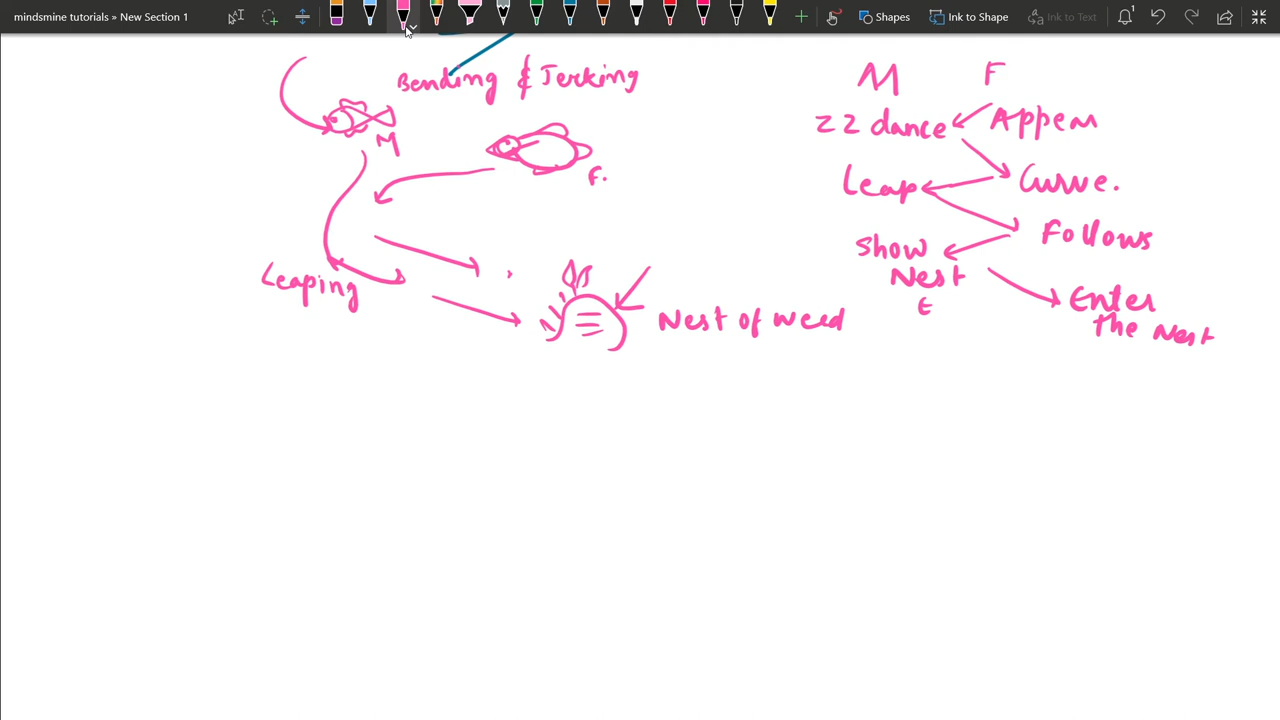 mindsmine tutorials » New Section 1
Shapes
Ink to Shape
Ink to Text
Bending & Jerking
M
F.
Leaping
Nest of weed
M F
ZZ dance Appear
Leap Curve.
Show Follows
Nest
E
Enter
the Nest